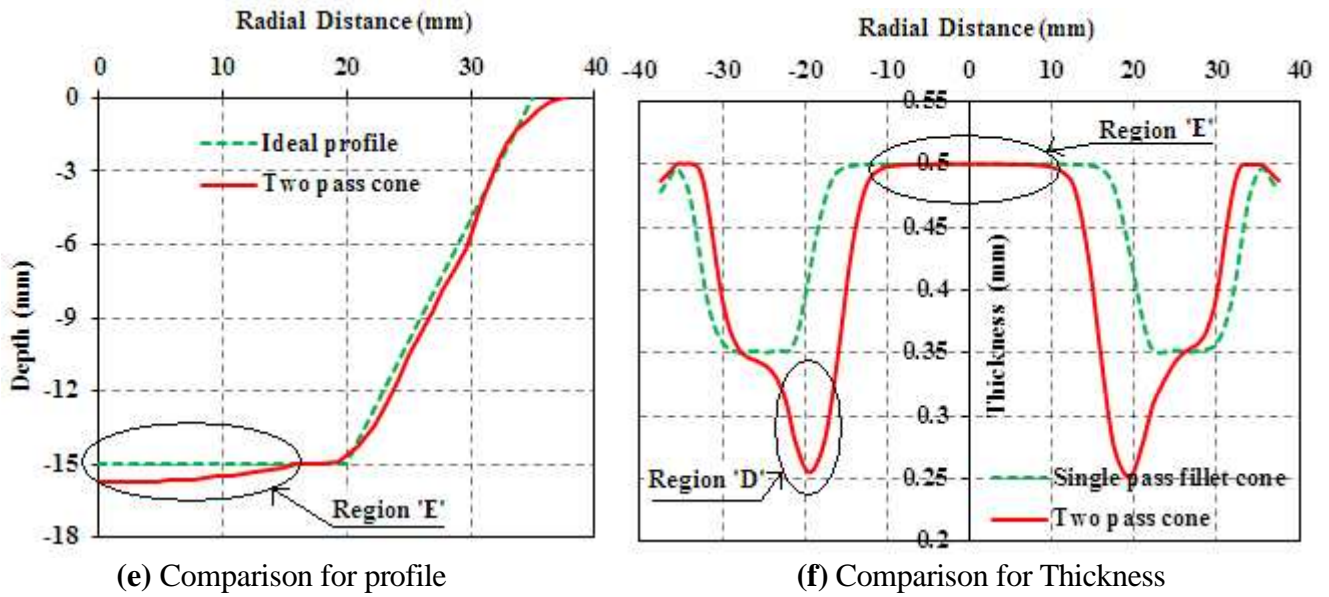 Radial Distance (mm)
0 10 20 30 40
0
-3
-6
-9
-12
-15
-18
Depth (mm)
Ideal profile
Two pass cone
Region 'E'
(e) Comparison for profile
Radial Distance (mm)
-40 -30 -20 -10 0 10 20 30 40
0.55
0.5
0.45
0.4
0.35
0.3
0.25
0.2
Thickness (mm)
Region 'E'
Region 'D'
Single pass fillet cone
Two pass cone
(f) Comparison for Thickness